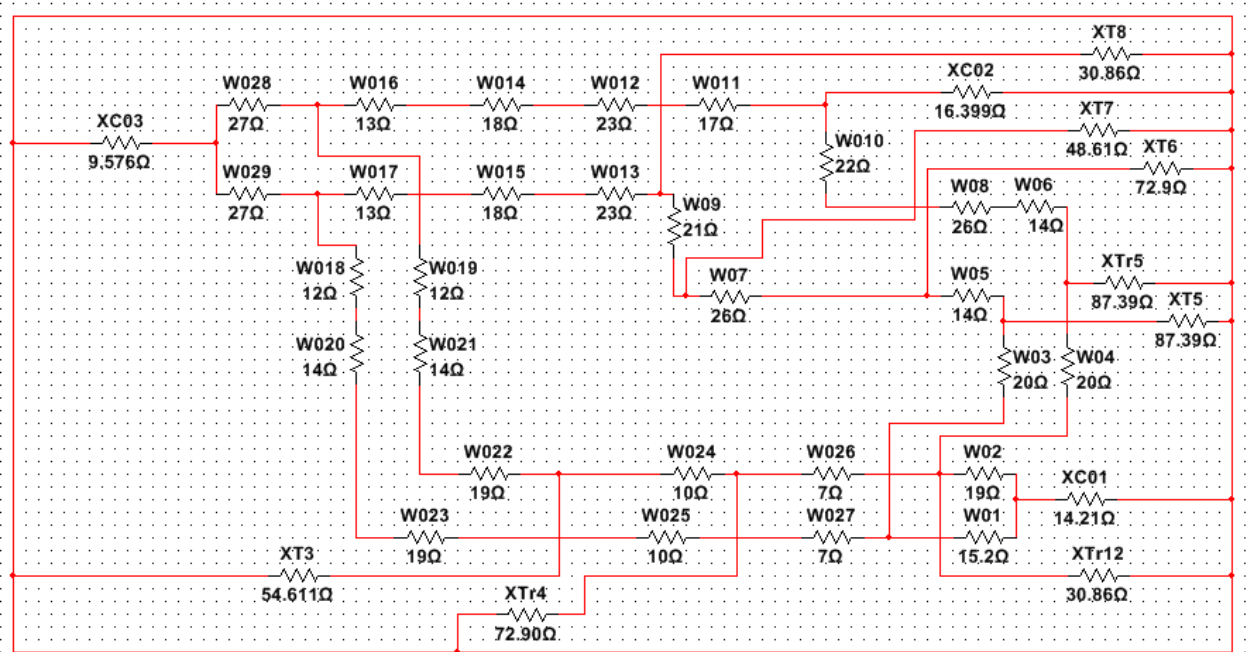 XT8
30.86Ω
W028
27Ω
W016
13Ω
W014
18Ω
W012
23Ω
W011
17Ω
XC02
16.399Ω
XC03
9.576Ω
XT7
48.61Ω
W010
22Ω
XT6
72.9Ω
W029
27Ω
W017
13Ω
W015
18Ω
W013
23Ω
W09
21Ω
W08
26Ω
W06
14Ω
W018
12Ω
W019
12Ω
W07
26Ω
W05
14Ω
XTr5
87.39Ω
XT5
87.39Ω
W020
14Ω
W021
14Ω
W03
20Ω
W04
20Ω
W022
19Ω
W024
10Ω
W026
7Ω
W02
19Ω
XC01
14.21Ω
W023
19Ω
W025
10Ω
W027
7Ω
W01
15.2Ω
XT3
54.611Ω
XTr12
30.86Ω
XTr4
72.90Ω